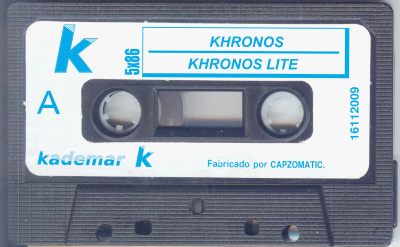 k
5x86
KHRONOS
KHRONOS LITE
A
16112009
kademar k
Fabricado por CAPZOMATIC.